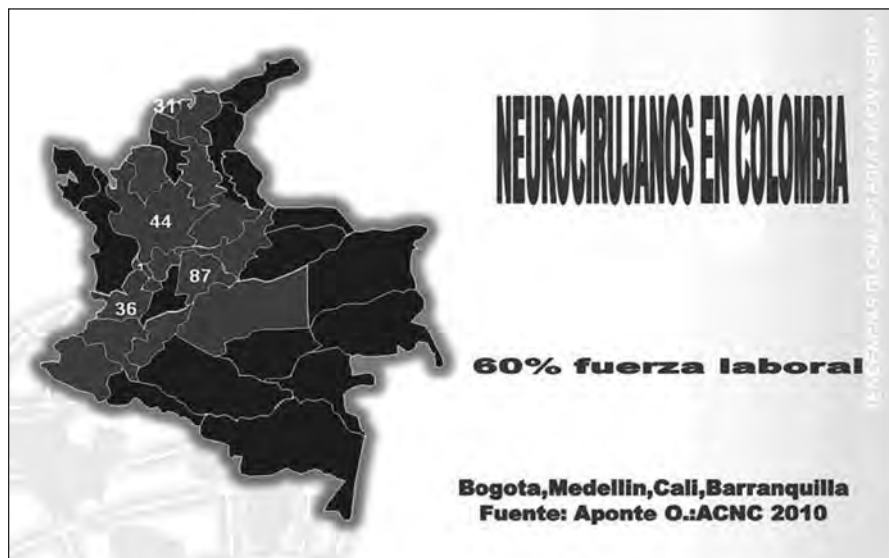 31
44
87
36
NEUROCIRUJANOS EN COLOMBIA
60% fuerza laboral
Bogota,Medellin,Cali,Barranquilla
Fuente: Aponte O.:ACNC 2010